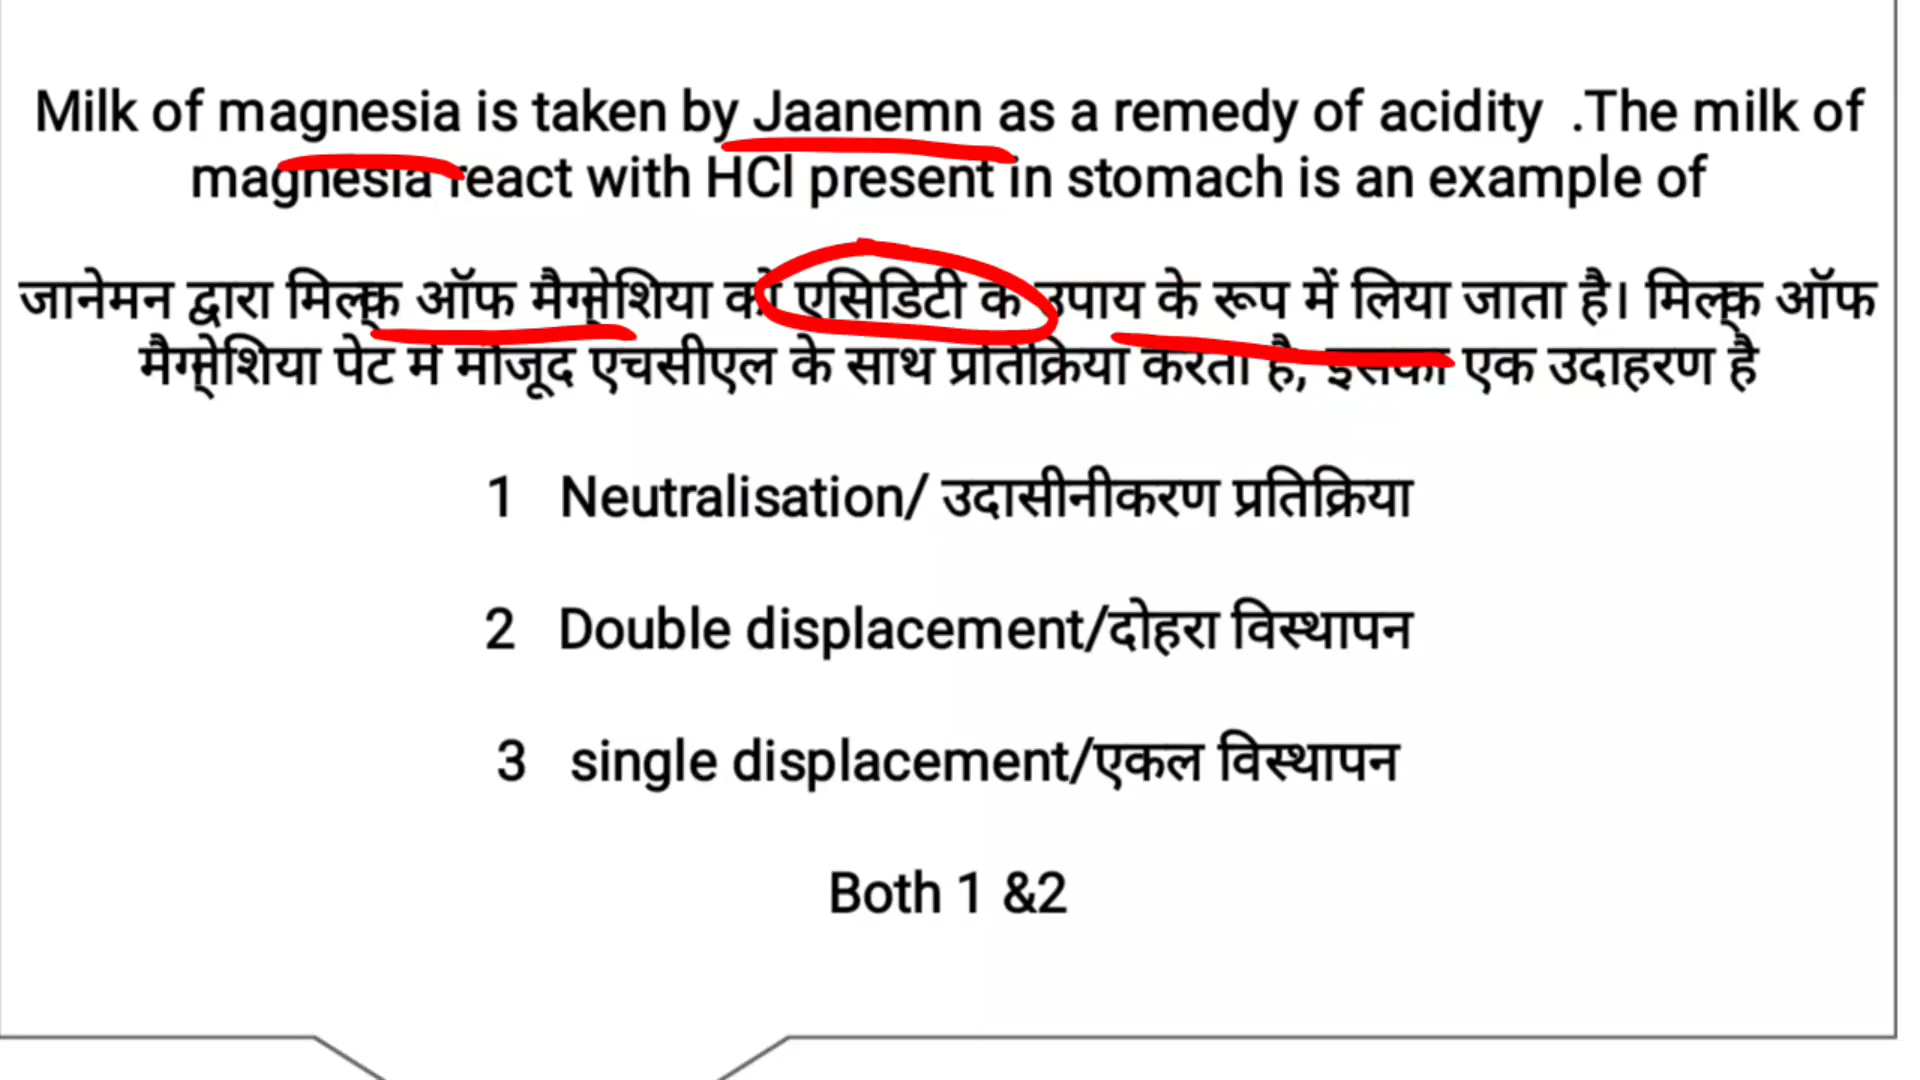 Milk of magnesia is taken by Jaanemn as a remedy of acidity .The milk of
magnesia react with HCl present in stomach is an example of
जानेमन द्वारा मिल्क ऑफ मैग्नेशिया को एसिडिटी के उपाय के रूप में लिया जाता है। मिल्क ऑफ
मैग्नेशिया पेट में मौजूद एचसीएल के साथ प्रतिक्रिया करता है, इसका एक उदाहरण है
1 Neutralisation/ उदासीनीकरण प्रतिक्रिया
2 Double displacement/दोहरा विस्थापन
3 single displacement/एकल विस्थापन
Both 1 &2